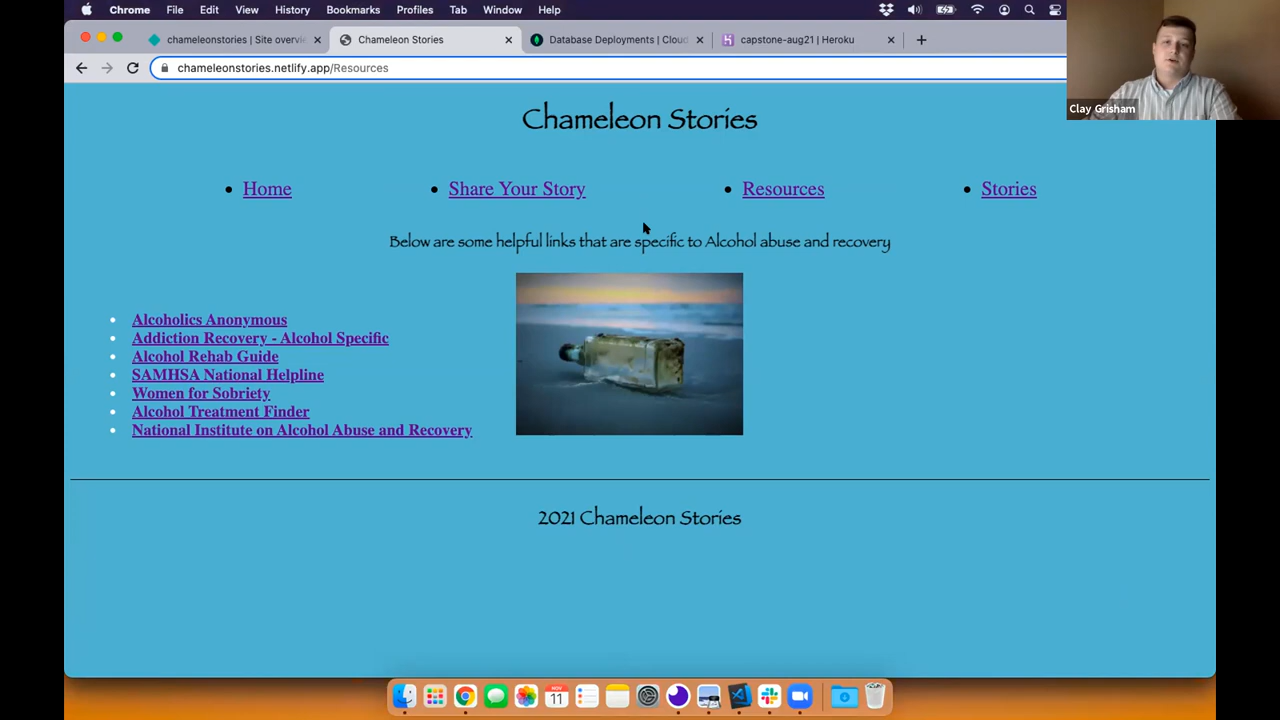 Chrome File Edit View History Bookmarks Profiles Tab Window Help
chameleonstories | Site overvi
Chameleon Stories
Database Deployments | Cloud
capstone-aug21 | Heroku
chameleonstories.netlify.app/Resources
Clay Grisham
Chameleon Stories
Home Share Your Story Resources Stories
Below are some helpful links that are specific to Alcohol abuse and recovery
Alcoholics Anonymous
Addiction Recovery - Alcohol Specific
Alcohol Rehab Guide
SAMHSA National Helpline
Women for Sobriety
Alcohol Treatment Finder
National Institute on Alcohol Abuse and Recovery
2021 Chameleon Stories
NOV
11